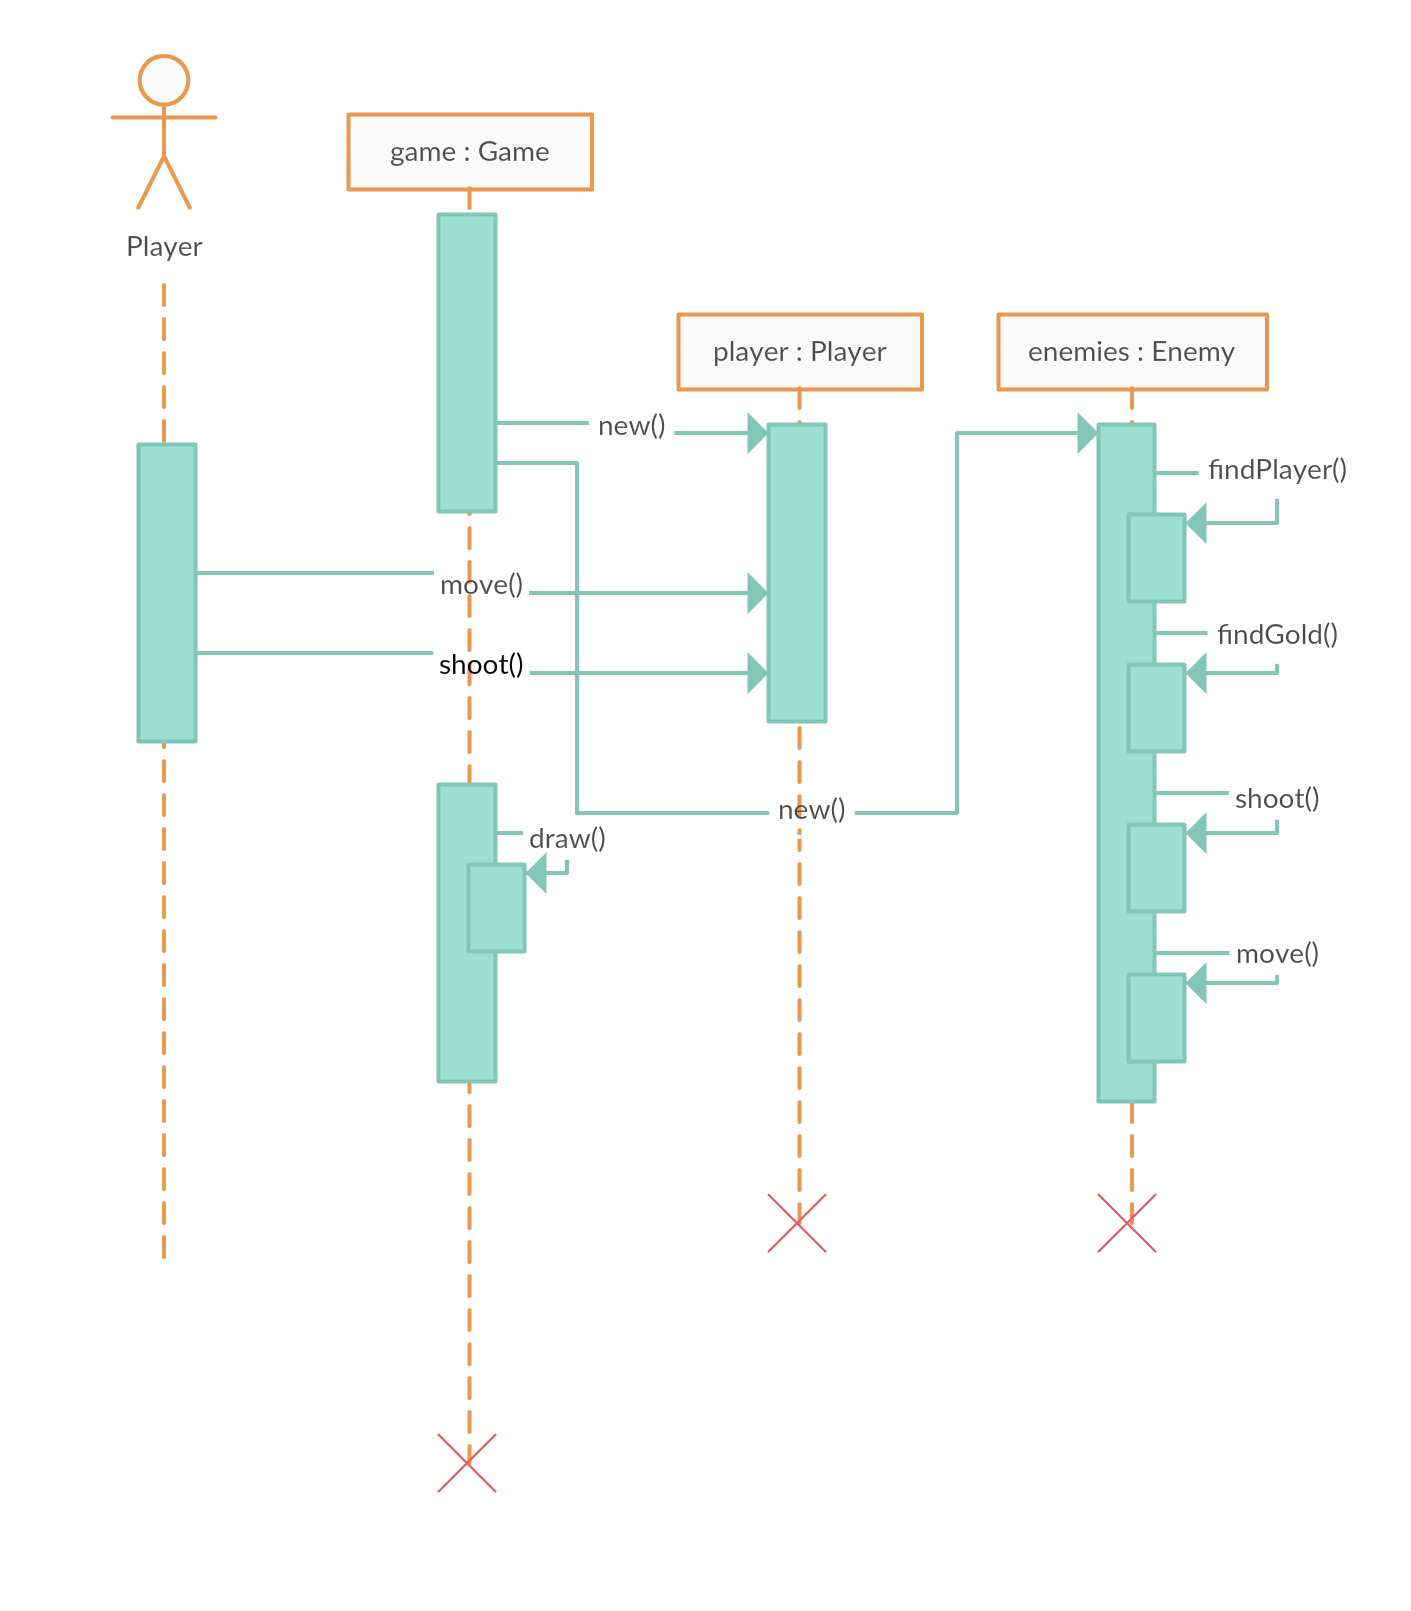 Player
game : Game
player : Player
enemies : Enemy
new()
findPlayer()
move()
findGold()
shoot()
new()
shoot()
draw()
move()